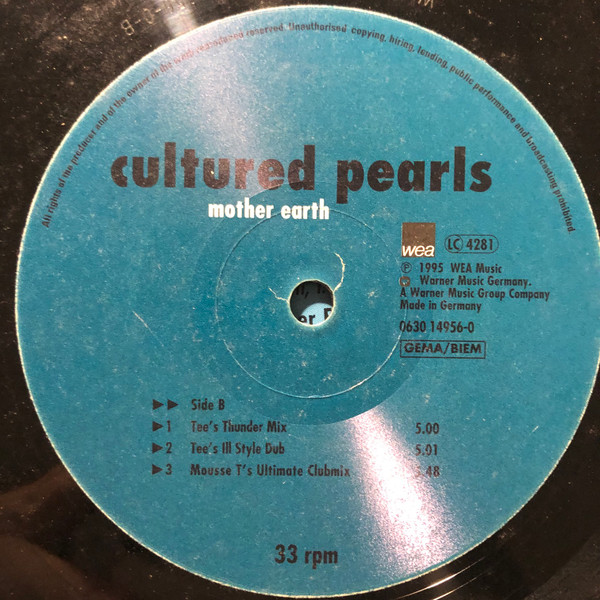 All rights of the producer and of the owner of the work reproduced reserved. Unauthorised copying, hiring, lending, public performance and broadcasting prohibited
cultured pearls
mother earth
wea LC 4281
℗ 1995 WEA Music
Warner Music Germany.
A Warner Music Group Company
Made in Germany
0630 14956-0
GEMA/BIEM
▶▶ Side B
▶1 Tee's Thunder Mix 5.00
▶2 Tee's Ill Style Dub 5.01
▶3 Mousse T's Ultimate Clubmix 48
33 rpm